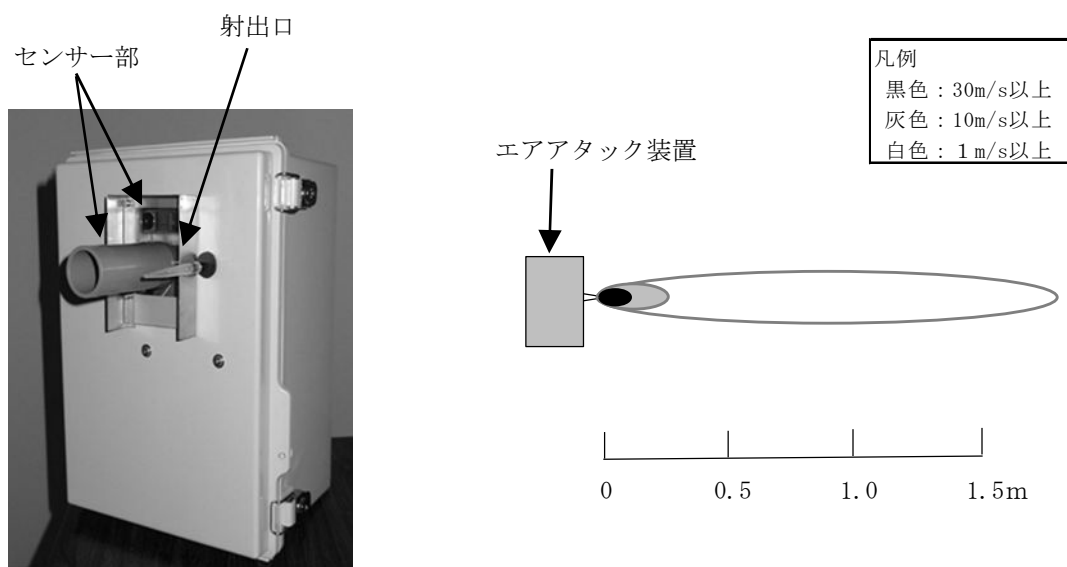 射出口
センサー部
凡例
黒色：30m/s以上
灰色：10m/s以上
白色：１m/s以上
エアアタック装置
0 0.5 1.0 1.5m